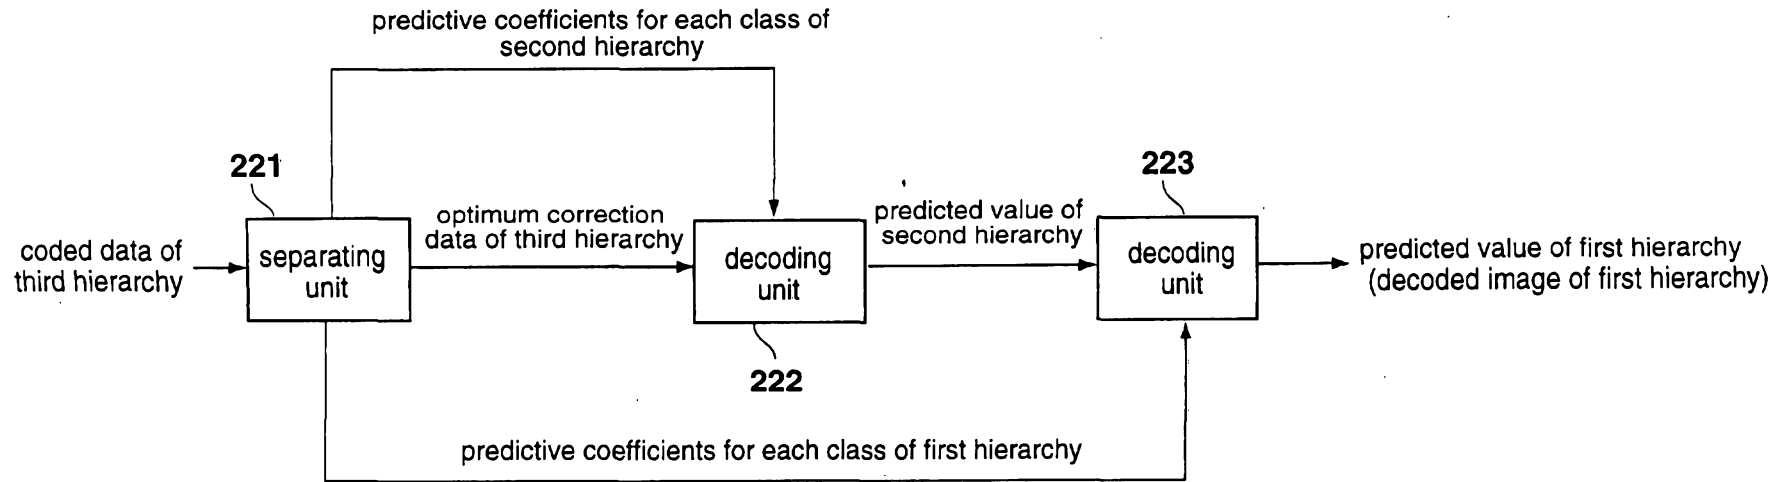 predictive coefficients for each class of
second hierarchy
221
223
coded data of
third hierarchy
separating
unit
optimum correction
data of third hierarchy
decoding
unit
predicted value of
second hierarchy
decoding
unit
predicted value of first hierarchy
(decoded image of first hierarchy)
222
predictive coefficients for each class of first hierarchy